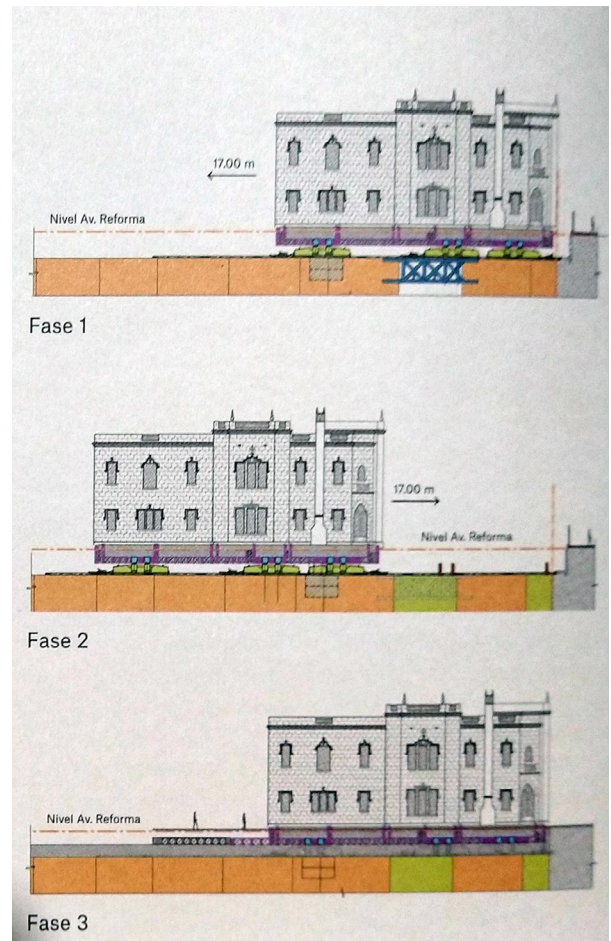 17.00 m
Nivel Av. Reforma
Fase 1
17.00 m
Nivel Av. Reforma
Fase 2
Nivel Av. Reforma
Fase 3